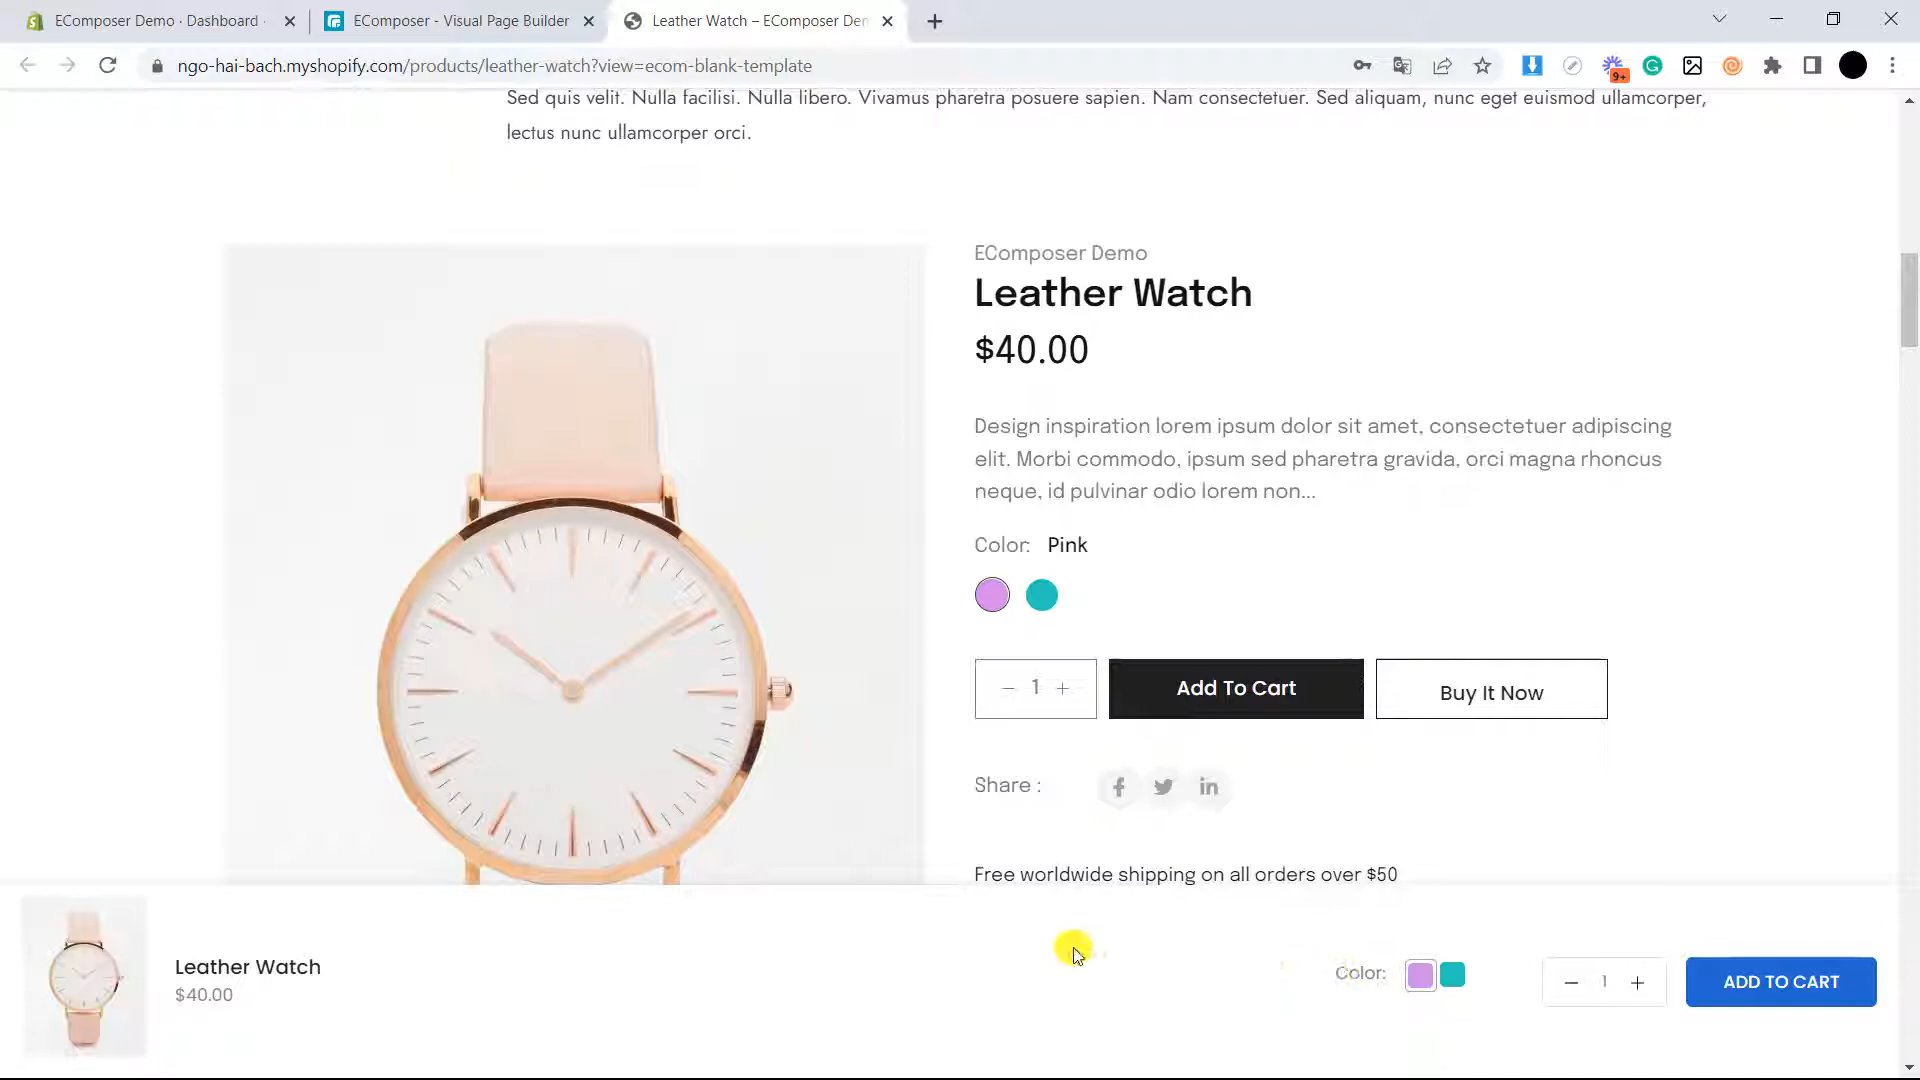 EComposer Demo · Dashboard ·
EComposer - Visual Page Builder
Leather Watch – EComposer Den
ngo-hai-bach.myshopify.com/products/leather-watch?view=ecom-blank-template
9+
Sed quis velit. Nulla facilisi. Nulla libero. Vivamus pharetra posuere sapien. Nam consectetuer. Sed aliquam, nunc eget euismod ullamcorper,
lectus nunc ullamcorper orci.
EComposer Demo
Leather Watch
$40.00
Design inspiration lorem ipsum dolor sit amet, consectetuer adipiscing
elit. Morbi commodo, ipsum sed pharetra gravida, orci magna rhoncus
neque, id pulvinar odio lorem non...
Color: Pink
− 1 +
Add To Cart
Buy It Now
Share :
Free worldwide shipping on all orders over $50
Leather Watch
$40.00
Color:
− 1 +
ADD TO CART